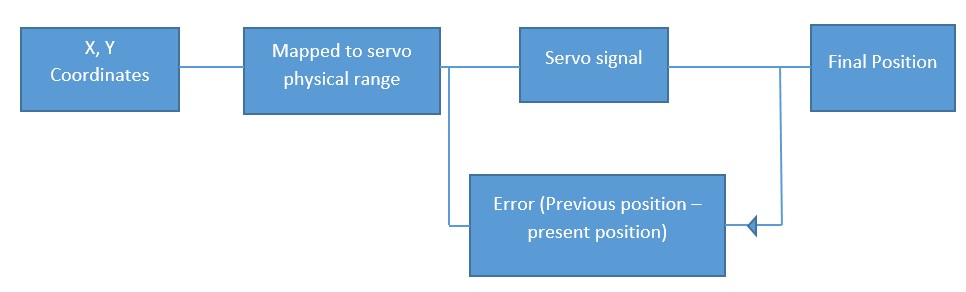 X, Y
Coordinates
Mapped to servo
physical range
Servo signal
Final Position
Error (Previous position –
present position)